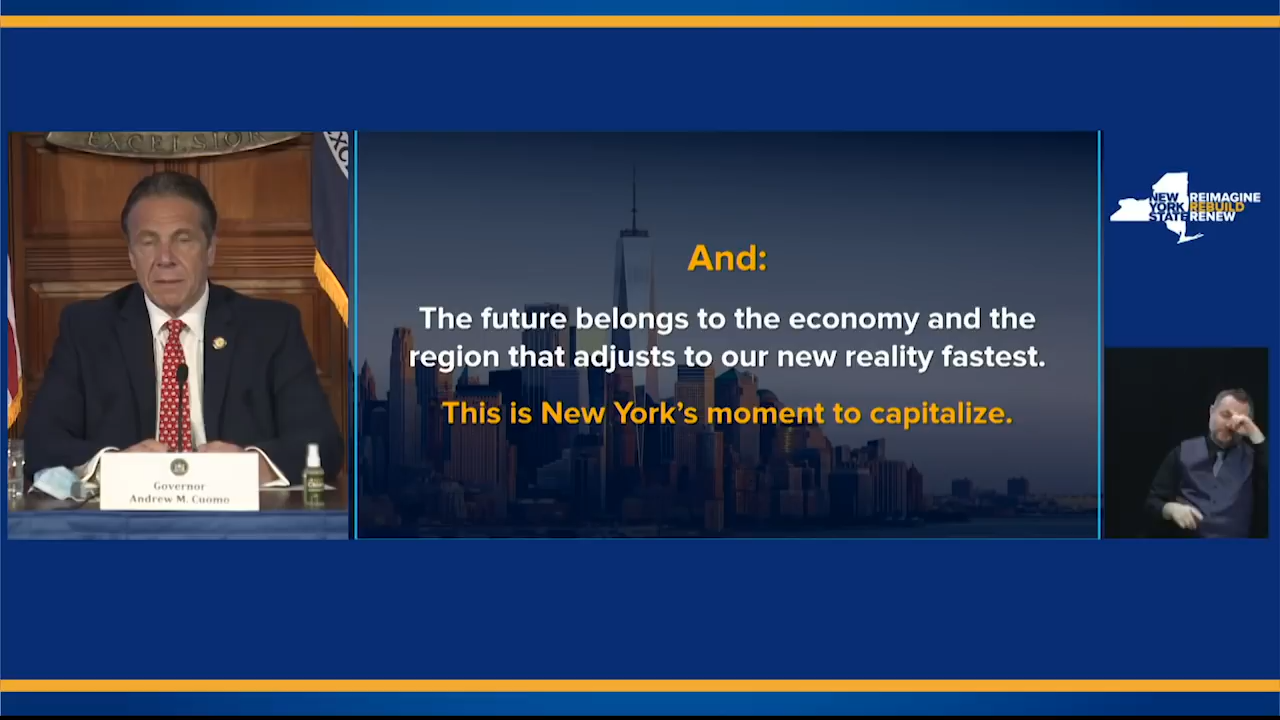 EXCELSIOR
EXC
Governor
Andrew M. Cuomo
And:
The future belongs to the economy and the
region that adjusts to our new reality fastest.
This is New York’s moment to capitalize.
NEW
YORK
STATE
REIMAGINE
REBUILD
RENEW